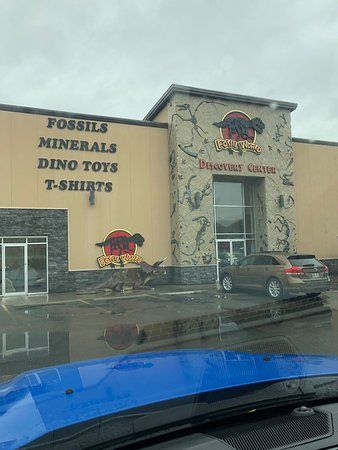 FOSSILS
MINERALS
DINO TOYS
T-SHIRTS
Fossil World
DISCOVERY CENTER
Fossil World